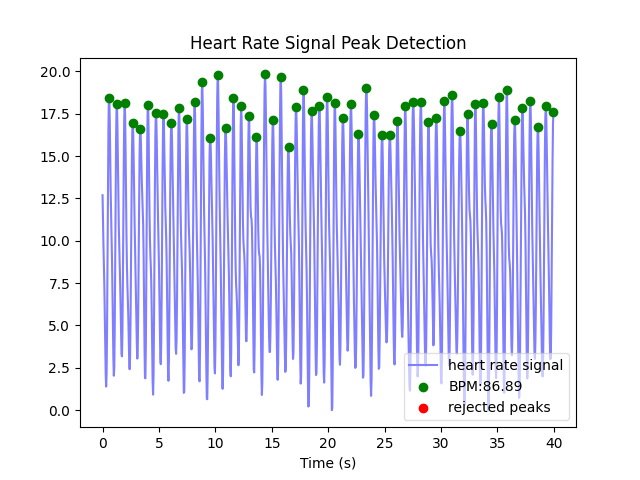 Heart Rate Signal Peak Detection
20.0
17.5
15.0
12.5
10.0
7.5
5.0
2.5
0.0
heart rate signal
BPM:86.89
rejected peaks
0 5 10 15 20 25 30 35 40
Time (s)